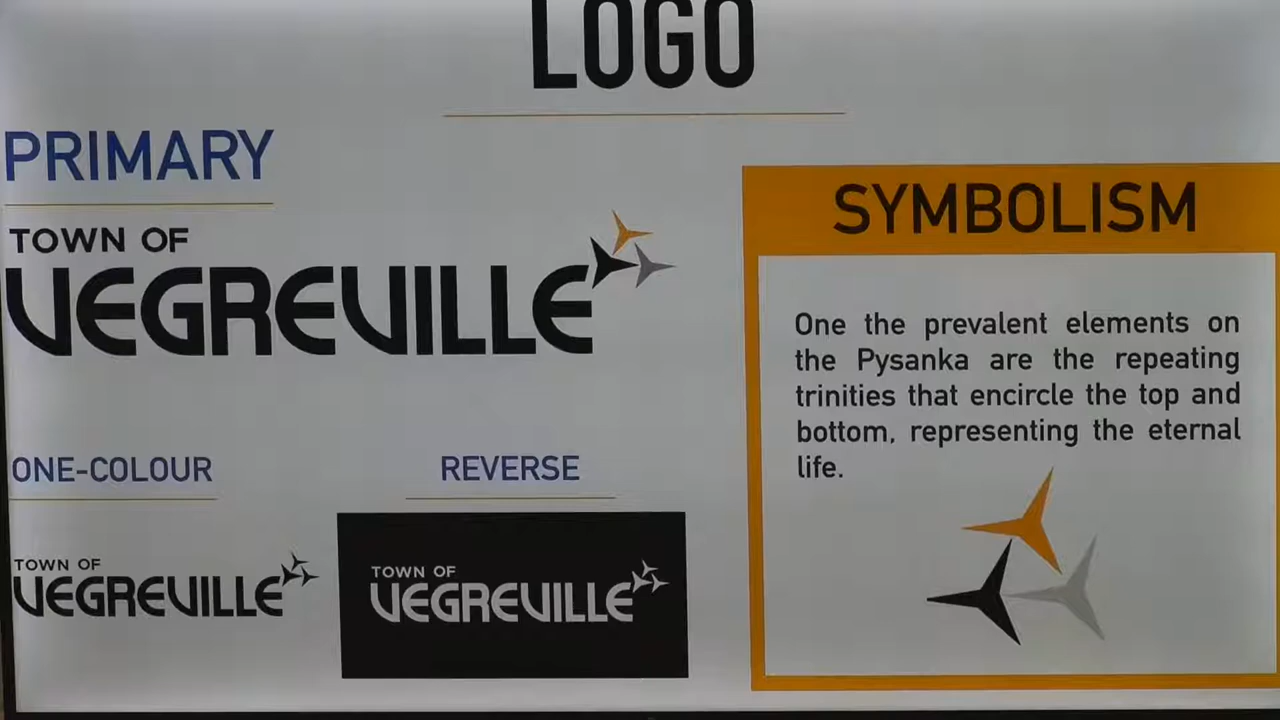 LOGO
PRIMARY
TOWN OF
VEGREVILLE
ONE-COLOUR
TOWN OF
VEGREVILLE
REVERSE
TOWN OF
VEGREVILLE
SYMBOLISM
One the prevalent elements on
the Pysanka are the repeating
trinities that encircle the top and
bottom, representing the eternal
life.